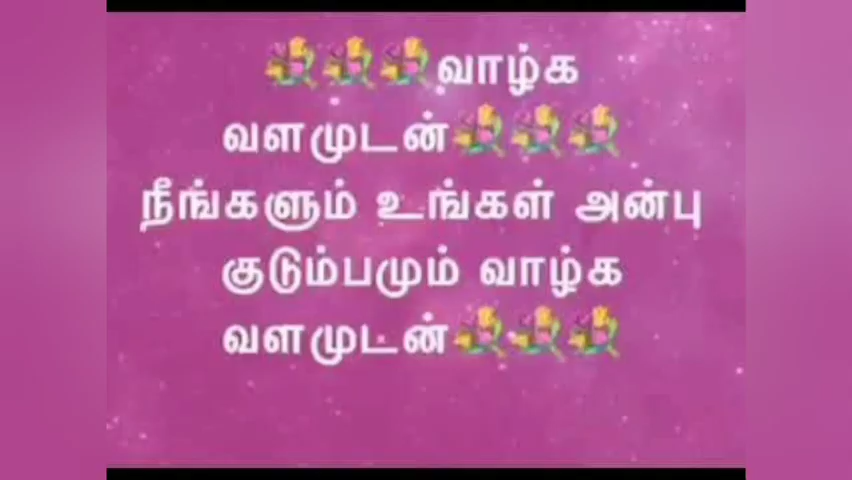 💐💐💐வாழ்க
வளமுடன்💐💐💐
நீங்களும் உங்கள் அன்பு
குடும்பமும் வாழ்க
வளமுடன்💐💐💐